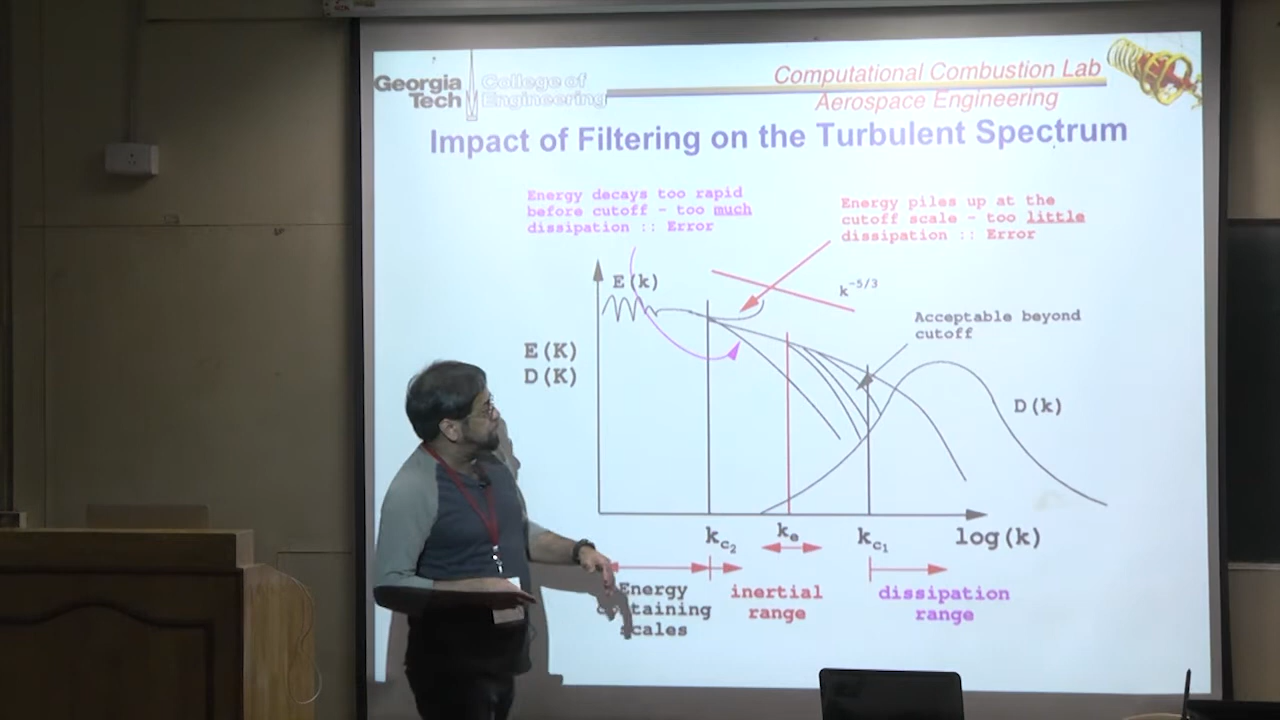 Georgia
Tech
College of
Engineering
Computational Combustion Lab
Aerospace Engineering
Impact of Filtering on the Turbulent Spectrum
Energy decays too rapid
before cutoff - too much
dissipation :: Error
Energy piles up at the
cutoff scale - too little
dissipation :: Error
E(k)
k-5/3
Acceptable beyond
cutoff
E(K)
D(K)
D(k)
kc2
ke
kc1
log(k)
Energy
scales
inertial
range
dissipation
range